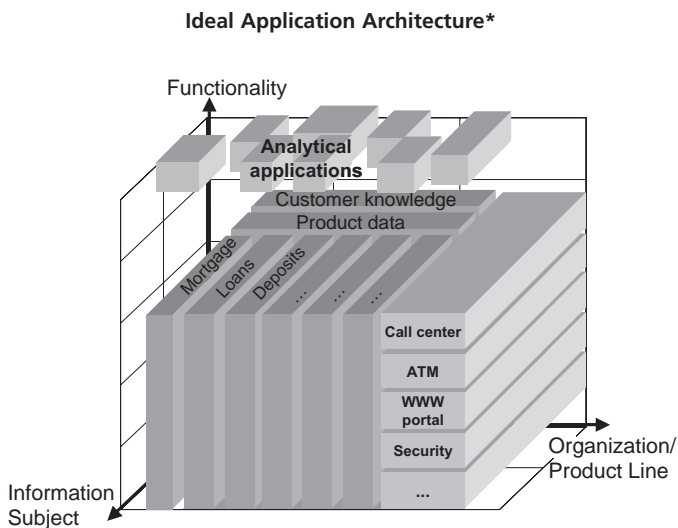 Ideal Application Architecture*
Functionality
Analytical
applications
Customer knowledge
Product data
Mortgage
Loans
Deposits
...
...
...
Call center
ATM
WWW
portal
Security
...
Organization/
Product Line
Information
Subject